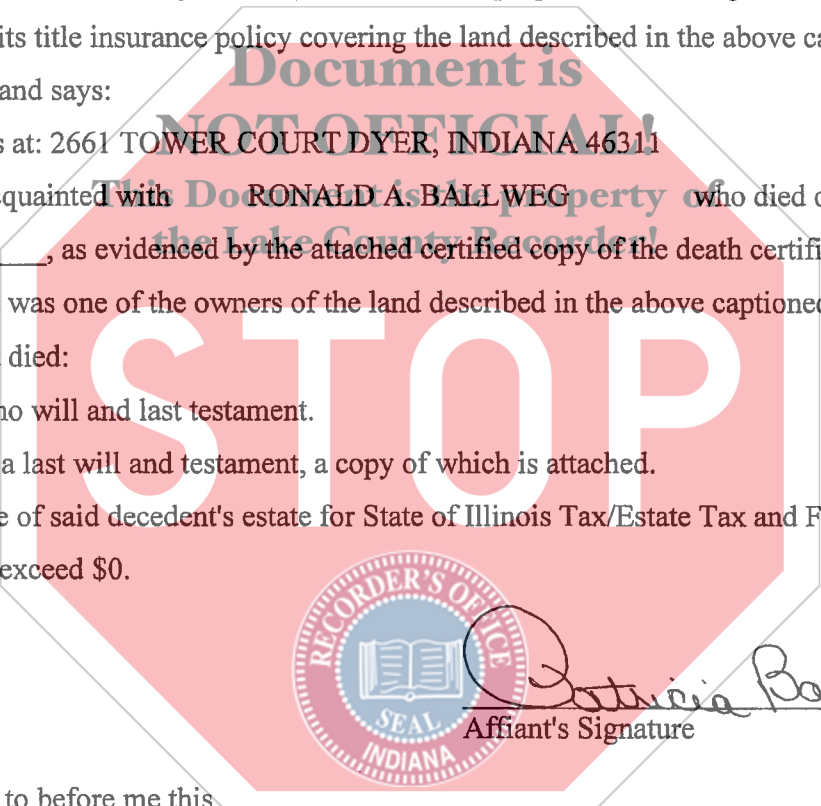 its title insurance policy covering the land described in the above ca
Document is
and says:
NOT OFFICIAL!
s at: 2661 TOWER COURT DYER, INDIANA 46311
This Document is the property of
quainted with RONALD A. BALLWEG who died o
the Lake County Recorder!
____, as evidenced by the attached certified copy of the death certifi
was one of the owners of the land described in the above captioned
died:
no will and last testament.
a last will and testament, a copy of which is attached.
e of said decedent's estate for State of Illinois Tax/Estate Tax and F
exceed $0.
STOP
RECORDER'S OFFICE
SEAL
INDIANA
Patricia Ba
Affiant's Signature
to before me this